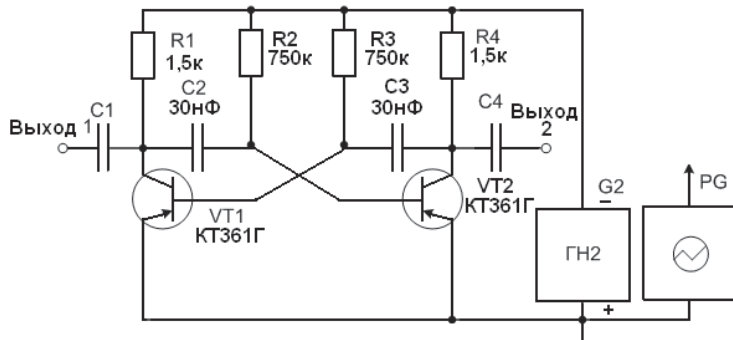 R1
1,5к
R2
750к
R3
750к
R4
1,5к
C1
C2
30нФ
C3
30нФ
C4
Выход
1
Выход
2
VT1
КТ361Г
VT2
КТ361Г
G2
−
ГН2
+
PG